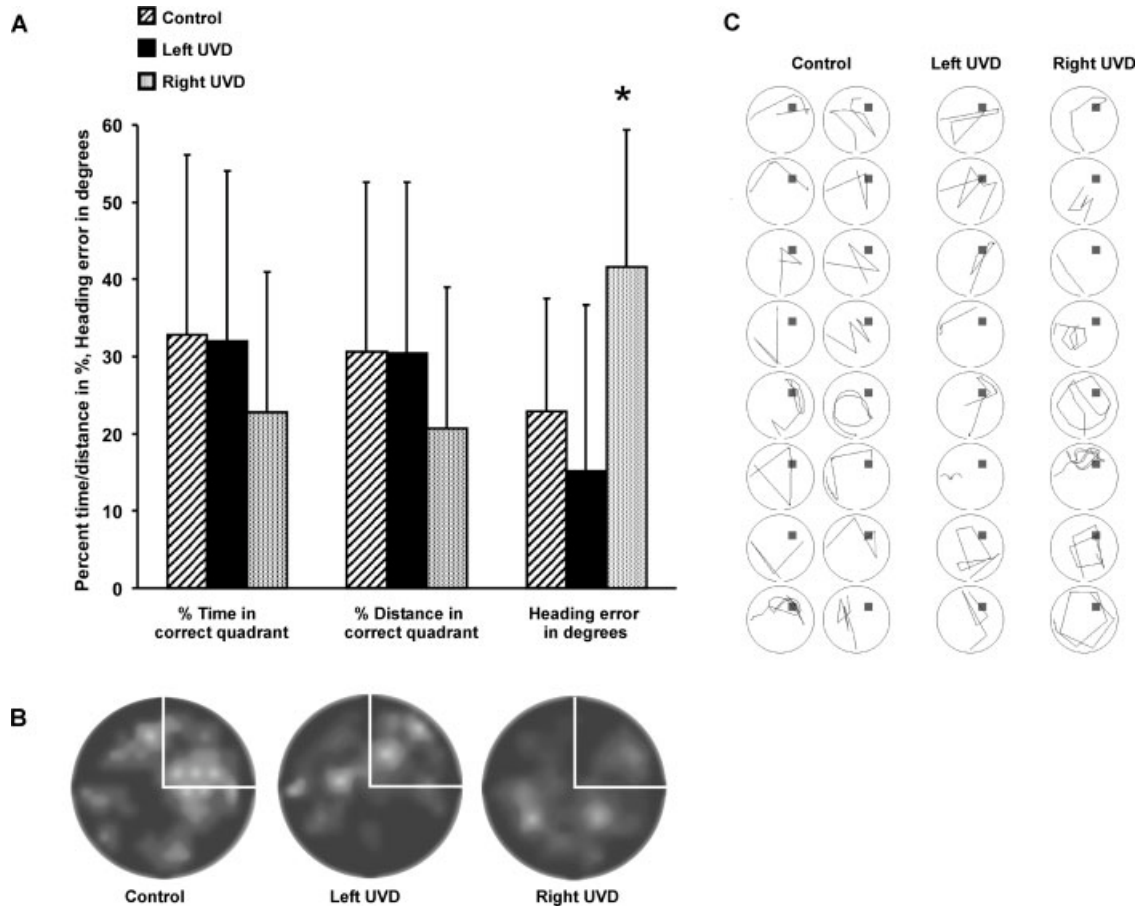 A
Control
Left UVD
Right UVD
*
Percent time/distance in %, Heading error in degrees
60
50
40
30
20
10
0
% Time in
correct quadrant
% Distance in
correct quadrant
Heading error
in degrees
B
Control
Left UVD
Right UVD
C
Control
Left UVD
Right UVD